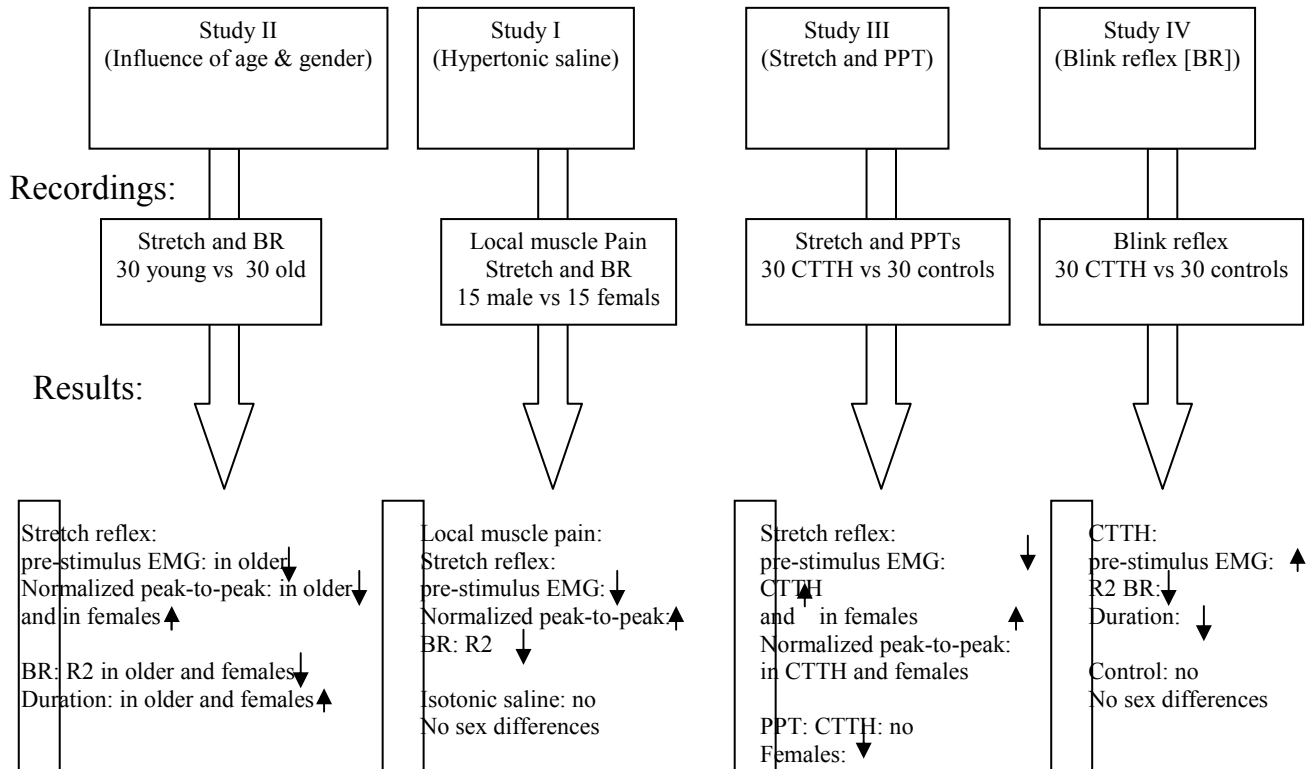 Study II
(Influence of age & gender)
Study I
(Hypertonic saline)
Study III
(Stretch and PPT)
Study IV
(Blink reflex [BR])
Recordings:
Stretch and BR
30 young vs 30 old
Local muscle Pain
Stretch and BR
15 male vs 15 femals
Stretch and PPTs
30 CTTH vs 30 controls
Blink reflex
30 CTTH vs 30 controls
Results:
Stretch reflex:
pre-stimulus EMG: in older
Normalized peak-to-peak: in older
and in females
BR: R2 in older and females
Duration: in older and females
Local muscle pain:
Stretch reflex:
pre-stimulus EMG:
Normalized peak-to-peak:
BR: R2
Isotonic saline: no
No sex differences
Stretch reflex:
pre-stimulus EMG:
CTTH
and in females
Normalized peak-to-peak:
in CTTH and females
PPT: CTTH: no
Females:
CTTH:
pre-stimulus EMG:
R2 BR:
Duration:
Control: no
No sex differences